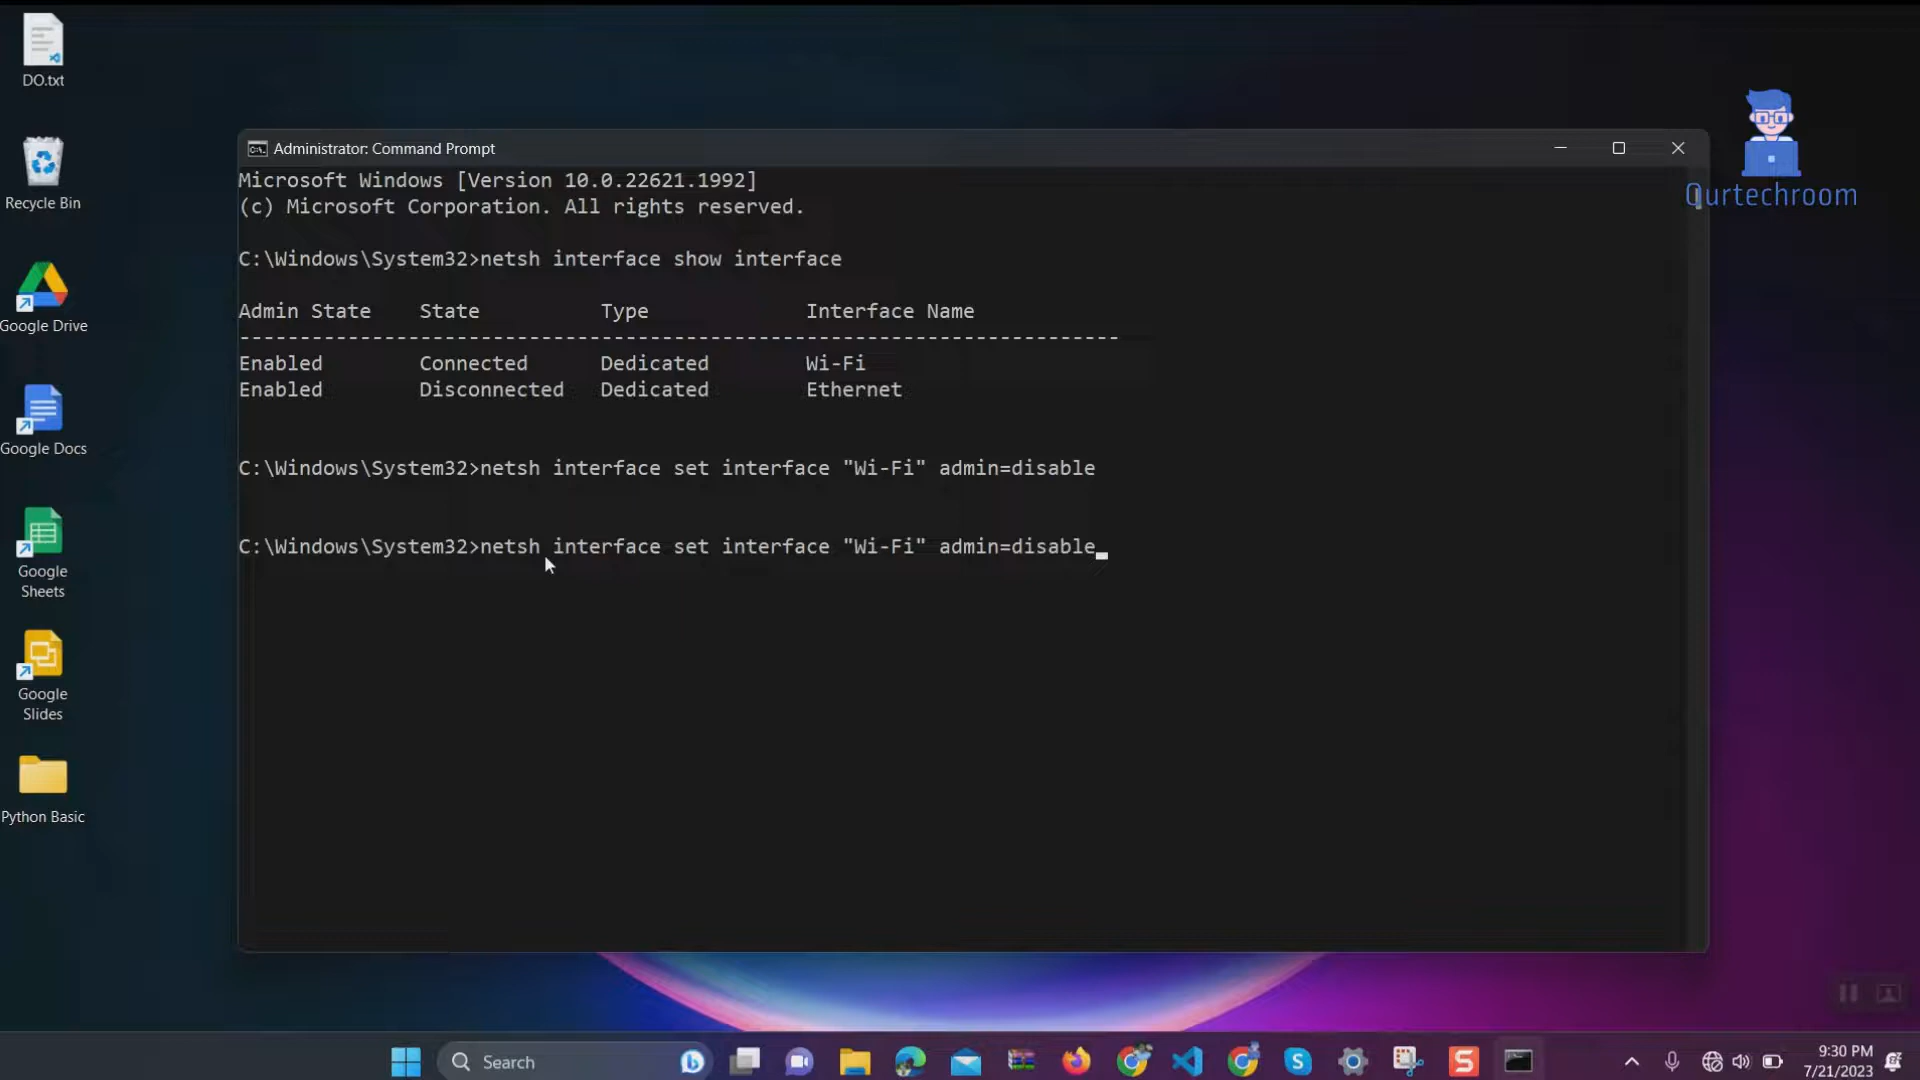 DO.txt
Recycle Bin
Google Drive
Google Docs
Google
Sheets
Google
Slides
Python Basic
Qurtechroom
Administrator: Command Prompt
Microsoft Windows [Version 10.0.22621.1992]
(c) Microsoft Corporation. All rights reserved.
C:\Windows\System32>netsh interface show interface
Admin State    State          Type             Interface Name
-------------------------------------------------------------------------
Enabled        Connected      Dedicated        Wi-Fi
Enabled        Disconnected   Dedicated        Ethernet
C:\Windows\System32>netsh interface set interface "Wi-Fi" admin=disable
C:\Windows\System32>netsh interface set interface "Wi-Fi" admin=disable
Search
9:30 PM
7/21/2023